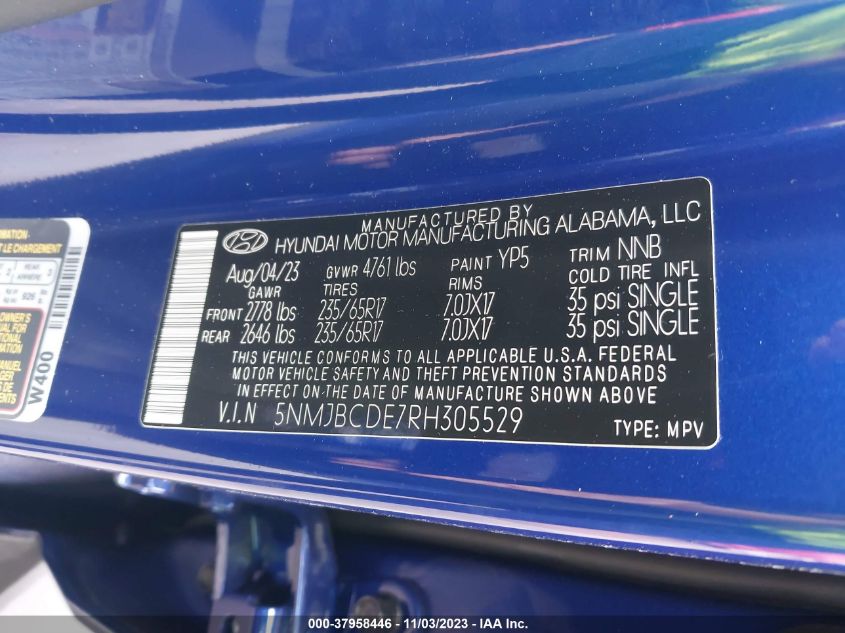 MANUFACTURED BY
HYUNDAI MOTOR MANUFACTURING ALABAMA, LLC
Aug/04/23 GVWR 4761 lbs PAINT YP5 TRIM NNB
GAWR TIRES RIMS COLD TIRE INFL
FRONT 2778 lbs 235/65R17 7.0JX17 35 psi SINGLE
REAR 2646 lbs 235/65R17 7.0JX17 35 psi SINGLE
THIS VEHICLE CONFORMS TO ALL APPLICABLE U.S.A. FEDERAL
MOTOR VEHICLE SAFETY AND THEFT PREVENTION STANDARDS
IN EFFECT ON THE DATE OF MANUFACTURE SHOWN ABOVE
V.I.N 5NMJBCDE7RH305529 TYPE: MPV
LE CHARGEMENT
REAR
W400
000-37958446 - 11/03/2023 - IAA Inc.